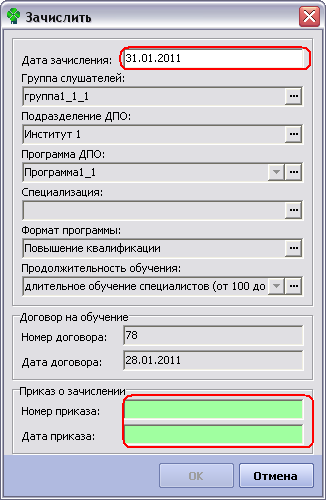 Зачислить
Дата зачисления: 31.01.2011
Группа слушателей:
группа1_1_1
Подразделение ДПО:
Институт 1
Программа ДПО:
Программа1_1
Специализация:
Формат программы:
Повышение квалификации
Продолжительность обучения:
длительное обучение специалистов (от 100 до
Договор на обучение
Номер договора: 78
Дата договора: 28.01.2011
Приказ о зачислении
Номер приказа:
Дата приказа:
OK Отмена